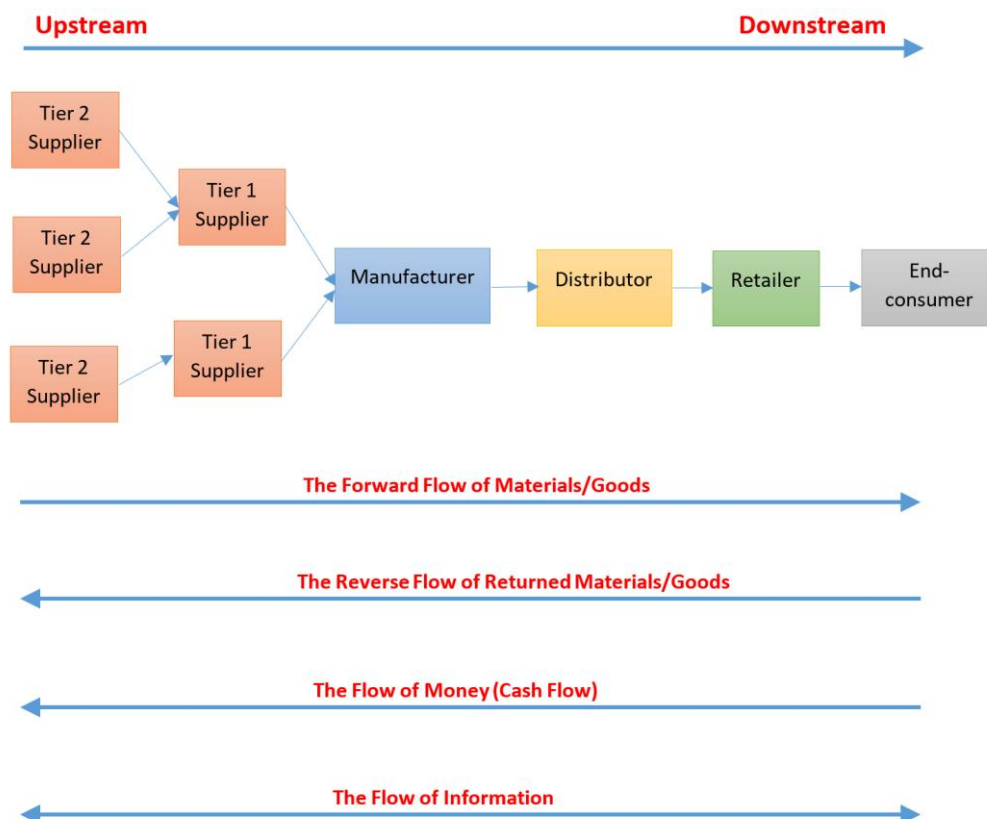 Upstream
Downstream
Tier 2
Supplier
Tier 1
Supplier
Tier 2
Supplier
Manufacturer
Distributor
Retailer
End-
consumer
Tier 1
Supplier
Tier 2
Supplier
The Forward Flow of Materials/Goods
The Reverse Flow of Returned Materials/Goods
The Flow of Money (Cash Flow)
The Flow of Information